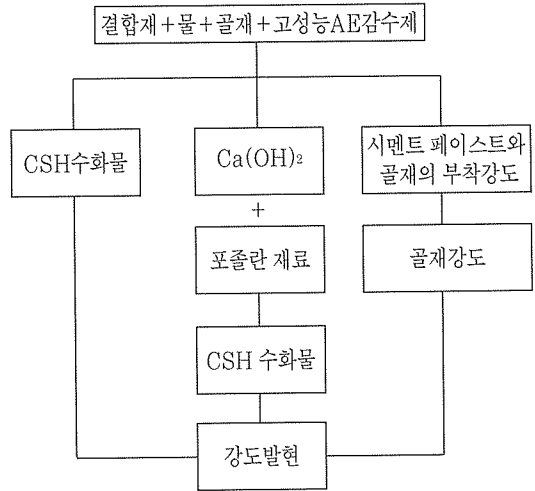 결합재+물+골재+고성능AE감수제
CSH수화물
Ca(OH)₂
+
포졸란 재료
CSH 수화물
시멘트 페이스트와
골재의 부착강도
골재강도
강도발현